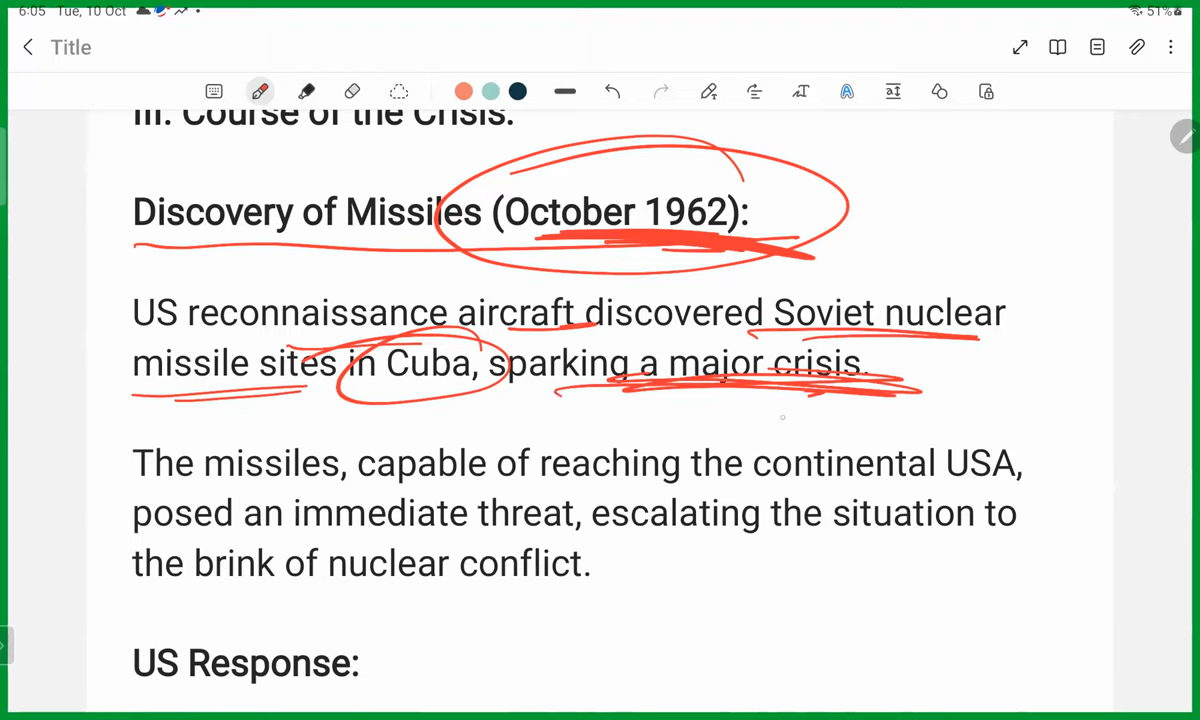 6:05 Tue, 10 Oct
51%
Title
III. Course of the Crisis:
Discovery of Missiles (October 1962):
US reconnaissance aircraft discovered Soviet nuclear
missile sites in Cuba, sparking a major crisis.
The missiles, capable of reaching the continental USA,
posed an immediate threat, escalating the situation to
the brink of nuclear conflict.
US Response: